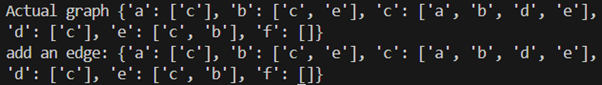 Actual graph {'a': ['c'], 'b': ['c', 'e'], 'c': ['a', 'b', 'd', 'e'],
'd': ['c'], 'e': ['c', 'b'], 'f': []}
add an edge: {'a': ['c'], 'b': ['c', 'e'], 'c': ['a', 'b', 'd', 'e'],
'd': ['c'], 'e': ['c', 'b'], 'f': []}